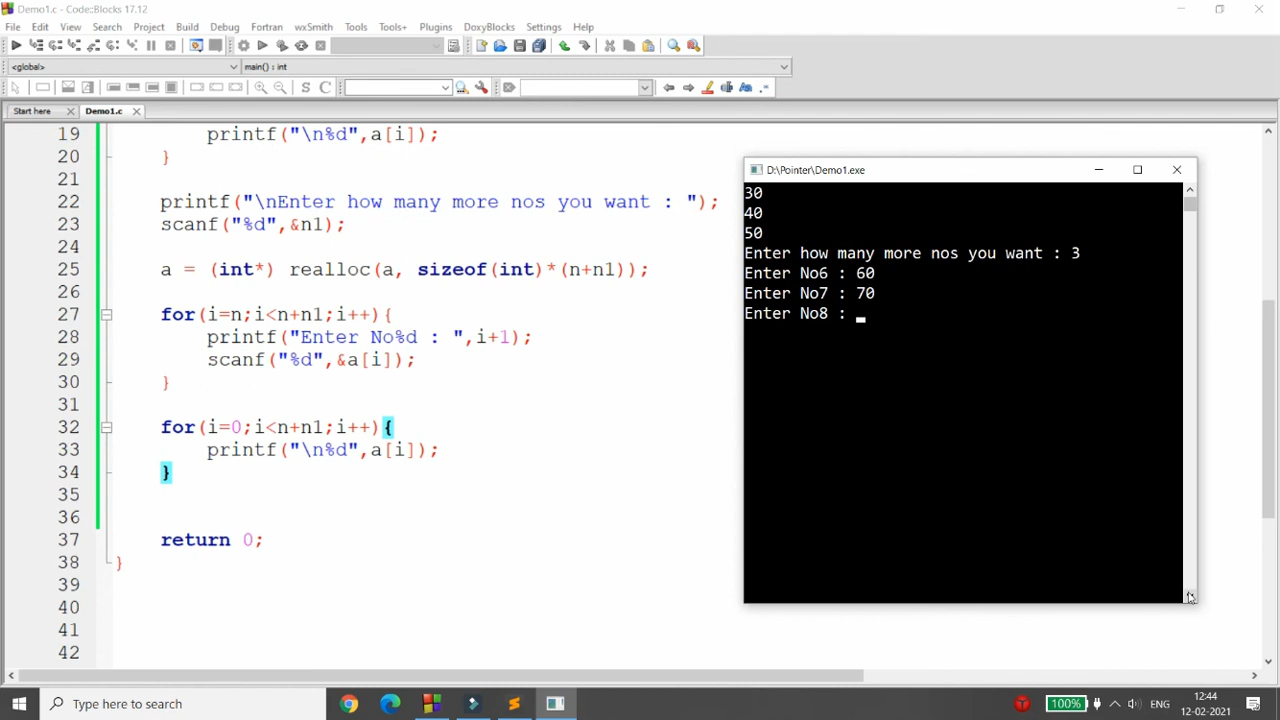 Demo1.c - Code::Blocks 17.12
File Edit View Search Project Build Debug Fortran wxSmith Tools Tools+ Plugins DoxyBlocks Settings Help
<global> main() : int
S C
Start here Demo1.c
19 printf("\n%d",a[i]);
20 }
21
22 printf("\nEnter how many more nos you want : ");
23 scanf("%d",&n1);
24
25 a = (int*) realloc(a, sizeof(int)*(n+n1));
26
27 for(i=n;i<n+n1;i++){
28 printf("Enter No%d : ",i+1);
29 scanf("%d",&a[i]);
30 }
31
32 for(i=0;i<n+n1;i++){
33 printf("\n%d",a[i]);
34 }
35
36
37 return 0;
38 }
39
40
41
42
D:\Pointer\Demo1.exe
30
40
50
Enter how many more nos you want : 3
Enter No6 : 60
Enter No7 : 70
Enter No8 :
Type here to search
100% ENG 12:44
12-02-2021